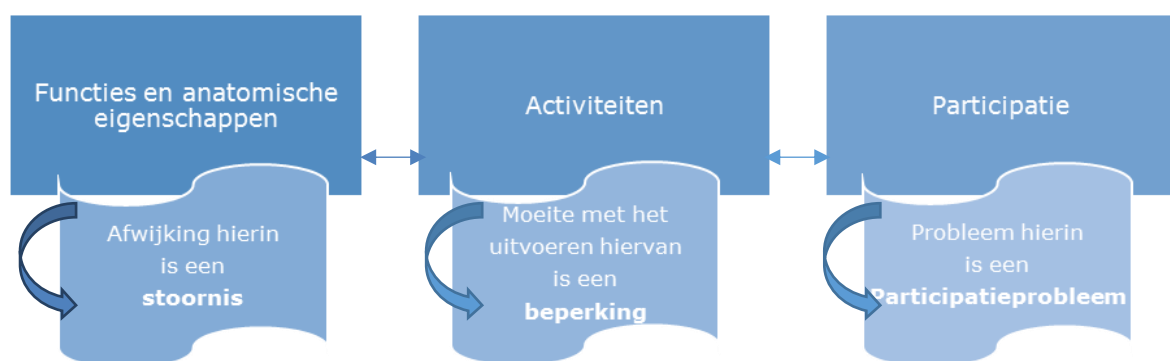 Functies en anatomische
eigenschappen
Activiteiten
Participatie
Afwijking hierin
is een
stoornis
Moeite met het
uitvoeren hiervan
is een
beperking
Probleem hierin
is een
Participatieprobleem